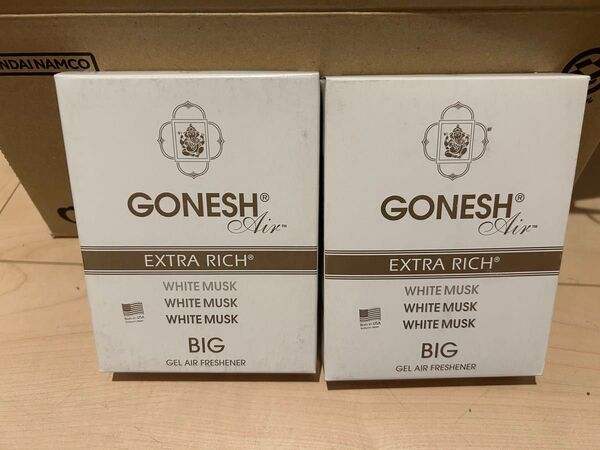 NDAI NAMCO
GONESH®
Air™
EXTRA RICH®
WHITE MUSK
WHITE MUSK
WHITE MUSK
BIG
GEL AIR FRESHENER
GONESH®
Air™
EXTRA RICH®
WHITE MUSK
WHITE MUSK
WHITE MUSK
BIG
GEL AIR FRESHENER